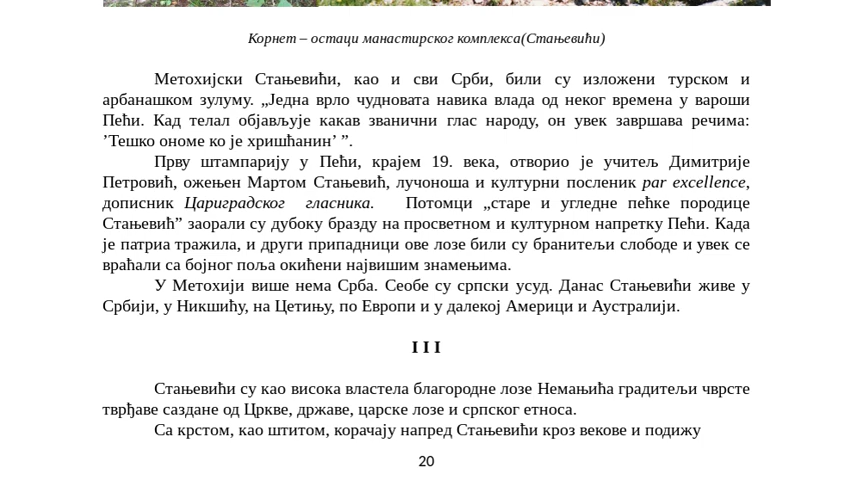 Корнет – остаци манастирског комплекса(Стањевићи)
Метохијски Стањевићи, као и сви Срби, били су изложени турском и
арбанашком зулуму. „Једна врло чудновата навика влада од неког времена у вароши
Пећи. Кад телал објављује какав званични глас народу, он увек завршава речима:
’Тешко ономе ко је хришћанин’ ”.
Прву штампарију у Пећи, крајем 19. века, отворио је учитељ Димитрије
Петровић, ожењен Мартом Стањевић, лучоноша и културни посленик par excellence,
дописник Цариградског гласника. Потомци „старе и угледне пећке породице
Стањевић” заорали су дубоку бразду на просветном и културном напретку Пећи. Када
је патриа тражила, и други припадници ове лозе били су бранитељи слободе и увек се
враћали са бојног поља окићени највишим знамењима.
У Метохији више нема Срба. Сеобе су српски усуд. Данас Стањевићи живе у
Србији, у Никшићу, на Цетињу, по Европи и у далекој Америци и Аустралији.
I I I
Стањевићи су као висока властела благородне лозе Немањића градитељи чврсте
тврђаве саздане од Цркве, државе, царске лозе и српског етноса.
Са крстом, као штитом, корачају напред Стањевићи кроз векове и подижу
20